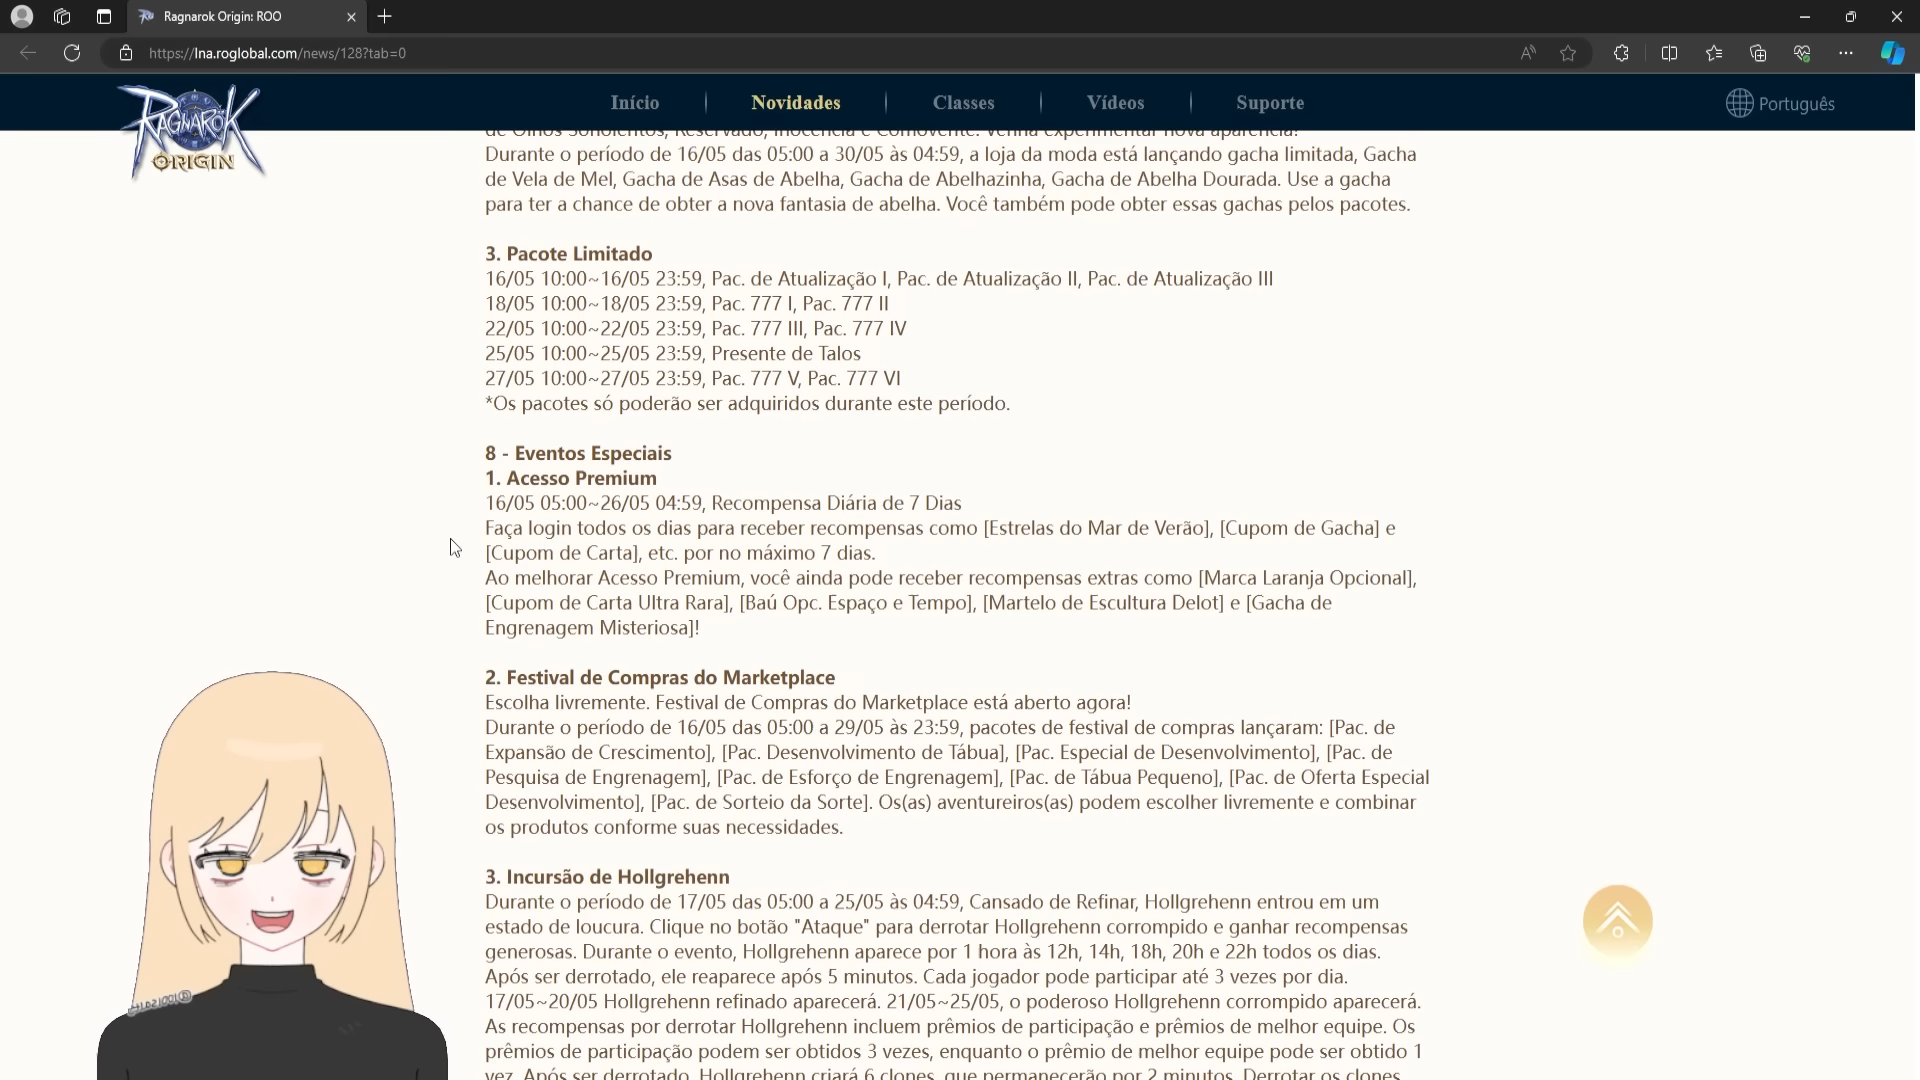 Ragnarok Origin: ROO
https://lna.roglobal.com/news/128?tab=0
RAGNAROK
ORIGIN
Início
Novidades
Classes
Vídeos
Suporte
Português
de Olhos Sonolentos, Reservado, Inocência e Comovente. Venha experimentar nova aparência!
Durante o período de 16/05 das 05:00 a 30/05 às 04:59, a loja da moda está lançando gacha limitada, Gacha
de Vela de Mel, Gacha de Asas de Abelha, Gacha de Abelhazinha, Gacha de Abelha Dourada. Use a gacha
para ter a chance de obter a nova fantasia de abelha. Você também pode obter essas gachas pelos pacotes.
3. Pacote Limitado
16/05 10:00~16/05 23:59, Pac. de Atualização I, Pac. de Atualização II, Pac. de Atualização III
18/05 10:00~18/05 23:59, Pac. 777 I, Pac. 777 II
22/05 10:00~22/05 23:59, Pac. 777 III, Pac. 777 IV
25/05 10:00~25/05 23:59, Presente de Talos
27/05 10:00~27/05 23:59, Pac. 777 V, Pac. 777 VI
*Os pacotes só poderão ser adquiridos durante este período.
8 - Eventos Especiais
1. Acesso Premium
16/05 05:00~26/05 04:59, Recompensa Diária de 7 Dias
Faça login todos os dias para receber recompensas como [Estrelas do Mar de Verão], [Cupom de Gacha] e
[Cupom de Carta], etc. por no máximo 7 dias.
Ao melhorar Acesso Premium, você ainda pode receber recompensas extras como [Marca Laranja Opcional],
[Cupom de Carta Ultra Rara], [Baú Opc. Espaço e Tempo], [Martelo de Escultura Delot] e [Gacha de
Engrenagem Misteriosa]!
2. Festival de Compras do Marketplace
Escolha livremente. Festival de Compras do Marketplace está aberto agora!
Durante o período de 16/05 das 05:00 a 29/05 às 23:59, pacotes de festival de compras lançaram: [Pac. de
Expansão de Crescimento], [Pac. Desenvolvimento de Tábua], [Pac. Especial de Desenvolvimento], [Pac. de
Pesquisa de Engrenagem], [Pac. de Esforço de Engrenagem], [Pac. de Tábua Pequeno], [Pac. de Oferta Especial
Desenvolvimento], [Pac. de Sorteio da Sorte]. Os(as) aventureiros(as) podem escolher livremente e combinar
os produtos conforme suas necessidades.
3. Incursão de Hollgrehenn
Durante o período de 17/05 das 05:00 a 25/05 às 04:59, Cansado de Refinar, Hollgrehenn entrou em um
estado de loucura. Clique no botão "Ataque" para derrotar Hollgrehenn corrompido e ganhar recompensas
generosas. Durante o evento, Hollgrehenn aparece por 1 hora às 12h, 14h, 18h, 20h e 22h todos os dias.
Após ser derrotado, ele reaparece após 5 minutos. Cada jogador pode participar até 3 vezes por dia.
17/05~20/05 Hollgrehenn refinado aparecerá. 21/05~25/05, o poderoso Hollgrehenn corrompido aparecerá.
As recompensas por derrotar Hollgrehenn incluem prêmios de participação e prêmios de melhor equipe. Os
prêmios de participação podem ser obtidos 3 vezes, enquanto o prêmio de melhor equipe pode ser obtido 1
vez. Após ser derrotado, Hollgrehenn criará 6 clones, que permanecerão por 2 minutos. Derrotar os clones